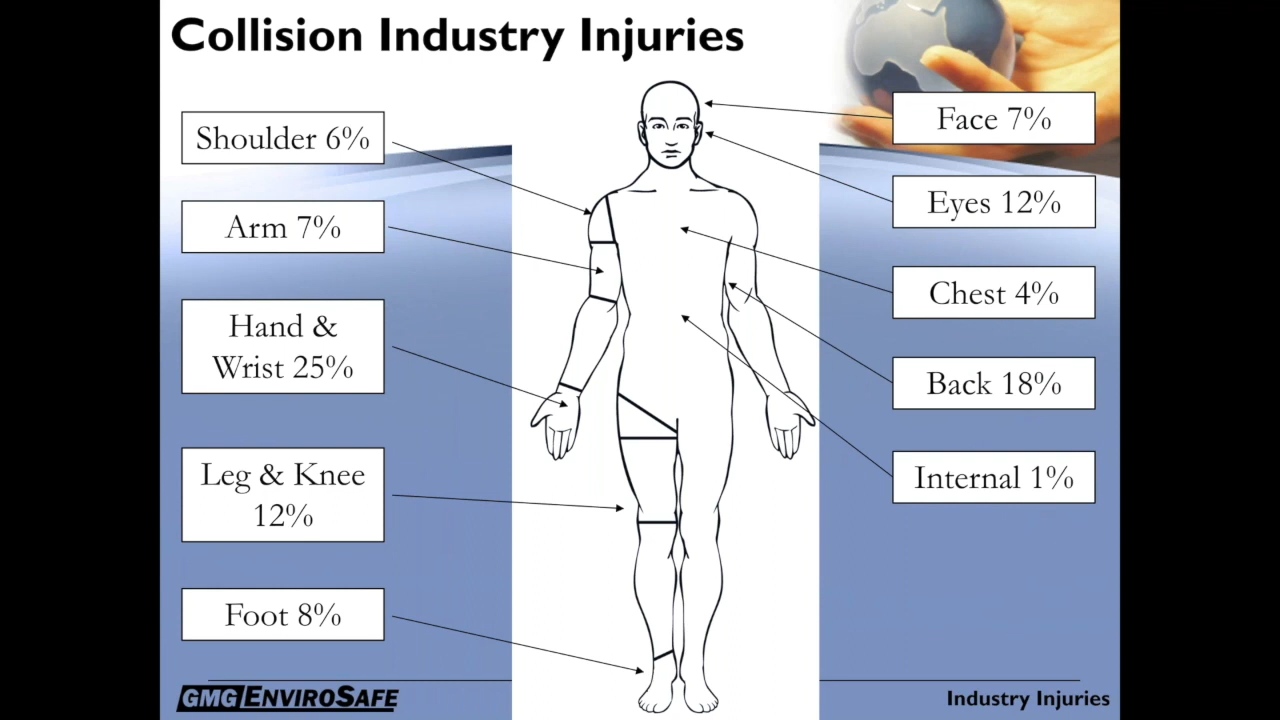 Collision Industry Injuries
Shoulder 6%
Arm 7%
Hand &
Wrist 25%
Leg & Knee
12%
Foot 8%
Face 7%
Eyes 12%
Chest 4%
Back 18%
Internal 1%
GMG ENVIROSAFE
Industry Injuries